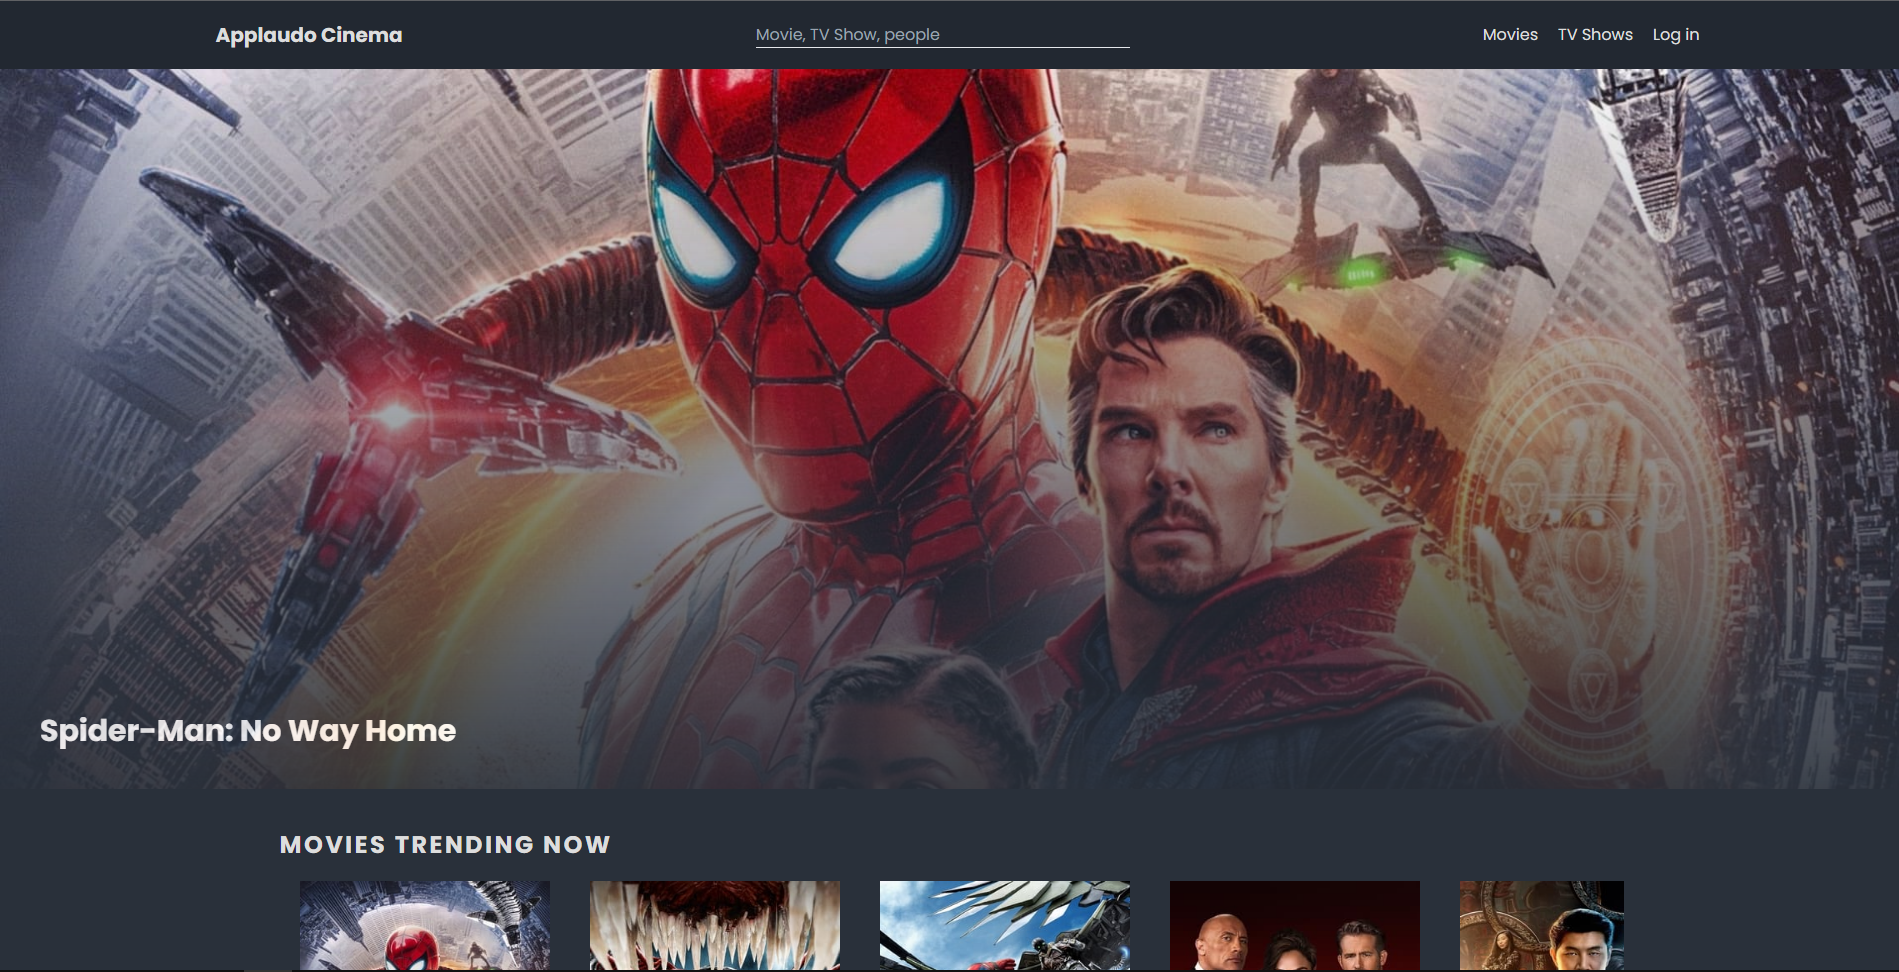 Applaudo Cinema
Movie, TV Show, people
Movies
TV Shows
Log in
Spider-Man: No Way Home
MOVIES TRENDING NOW